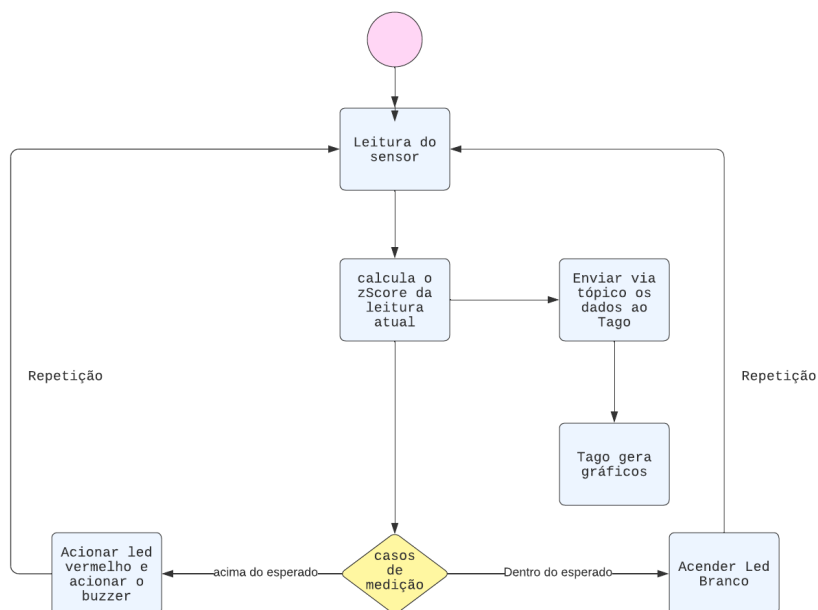 Leitura do
sensor
calcula o
zScore da
leitura
atual
Enviar via
tópico os
dados ao
Tago
Repetição
Repetição
Tago gera
gráficos
Acionar led
vermelho e
acionar o
buzzer
acima do esperado
casos
de
medição
Dentro do esperado
Acender Led
Branco